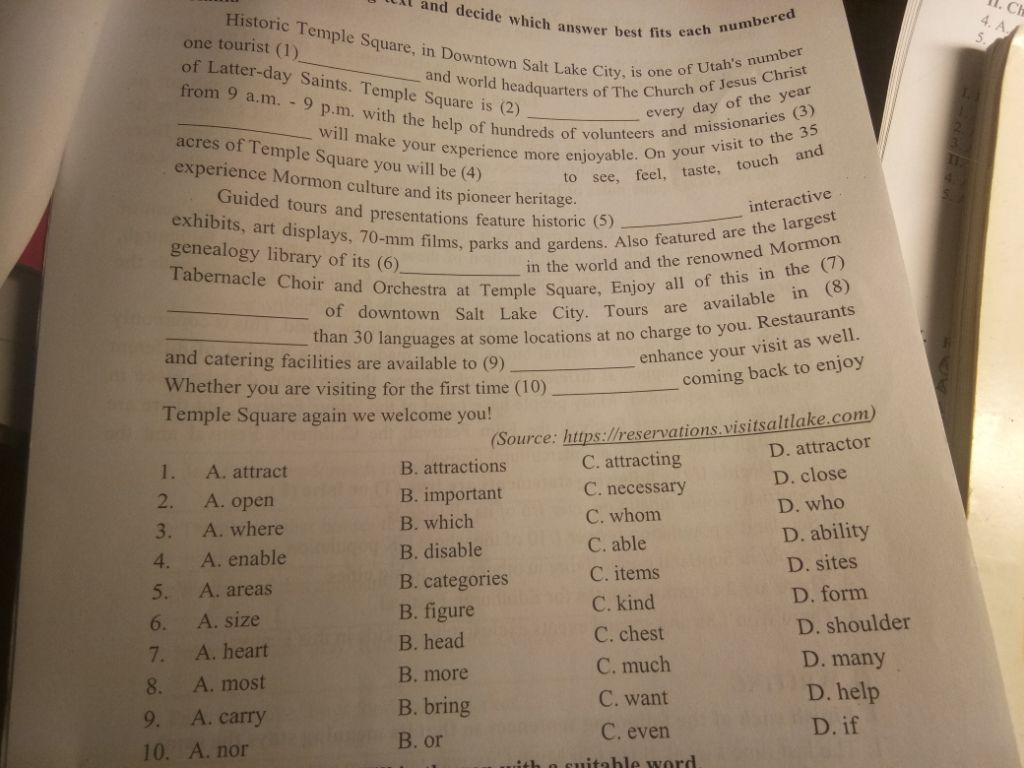 text and decide which answer best fits each numbered
Historic Temple Square, in Downtown Salt Lake City, is one of Utah's number
one tourist (1)____________ and world headquarters of The Church of Jesus Christ
of Latter-day Saints. Temple Square is (2) ____________ every day of the year
from 9 a.m. - 9 p.m. with the help of hundreds of volunteers and missionaries (3)
____________ will make your experience more enjoyable. On your visit to the 35
acres of Temple Square you will be (4) to see, feel, taste, touch and
experience Mormon culture and its pioneer heritage.
Guided tours and presentations feature historic (5) ____________ interactive
exhibits, art displays, 70-mm films, parks and gardens. Also featured are the largest
genealogy library of its (6)____________ in the world and the renowned Mormon
Tabernacle Choir and Orchestra at Temple Square, Enjoy all of this in the (7)
____________ of downtown Salt Lake City. Tours are available in (8)
____________ than 30 languages at some locations at no charge to you. Restaurants
and catering facilities are available to (9) ____________ enhance your visit as well.
Whether you are visiting for the first time (10) ____________ coming back to enjoy
Temple Square again we welcome you!
(Source: https://reservations.visitsaltlake.com)
1. A. attract B. attractions C. attracting D. attractor
2. A. open B. important C. necessary D. close
3. A. where B. which C. whom D. who
4. A. enable B. disable C. able D. ability
5. A. areas B. categories C. items D. sites
6. A. size B. figure C. kind D. form
7. A. heart B. head C. chest D. shoulder
8. A. most B. more C. much D. many
9. A. carry B. bring C. want D. help
10. A. nor B. or C. even D. if
with a suitable word.